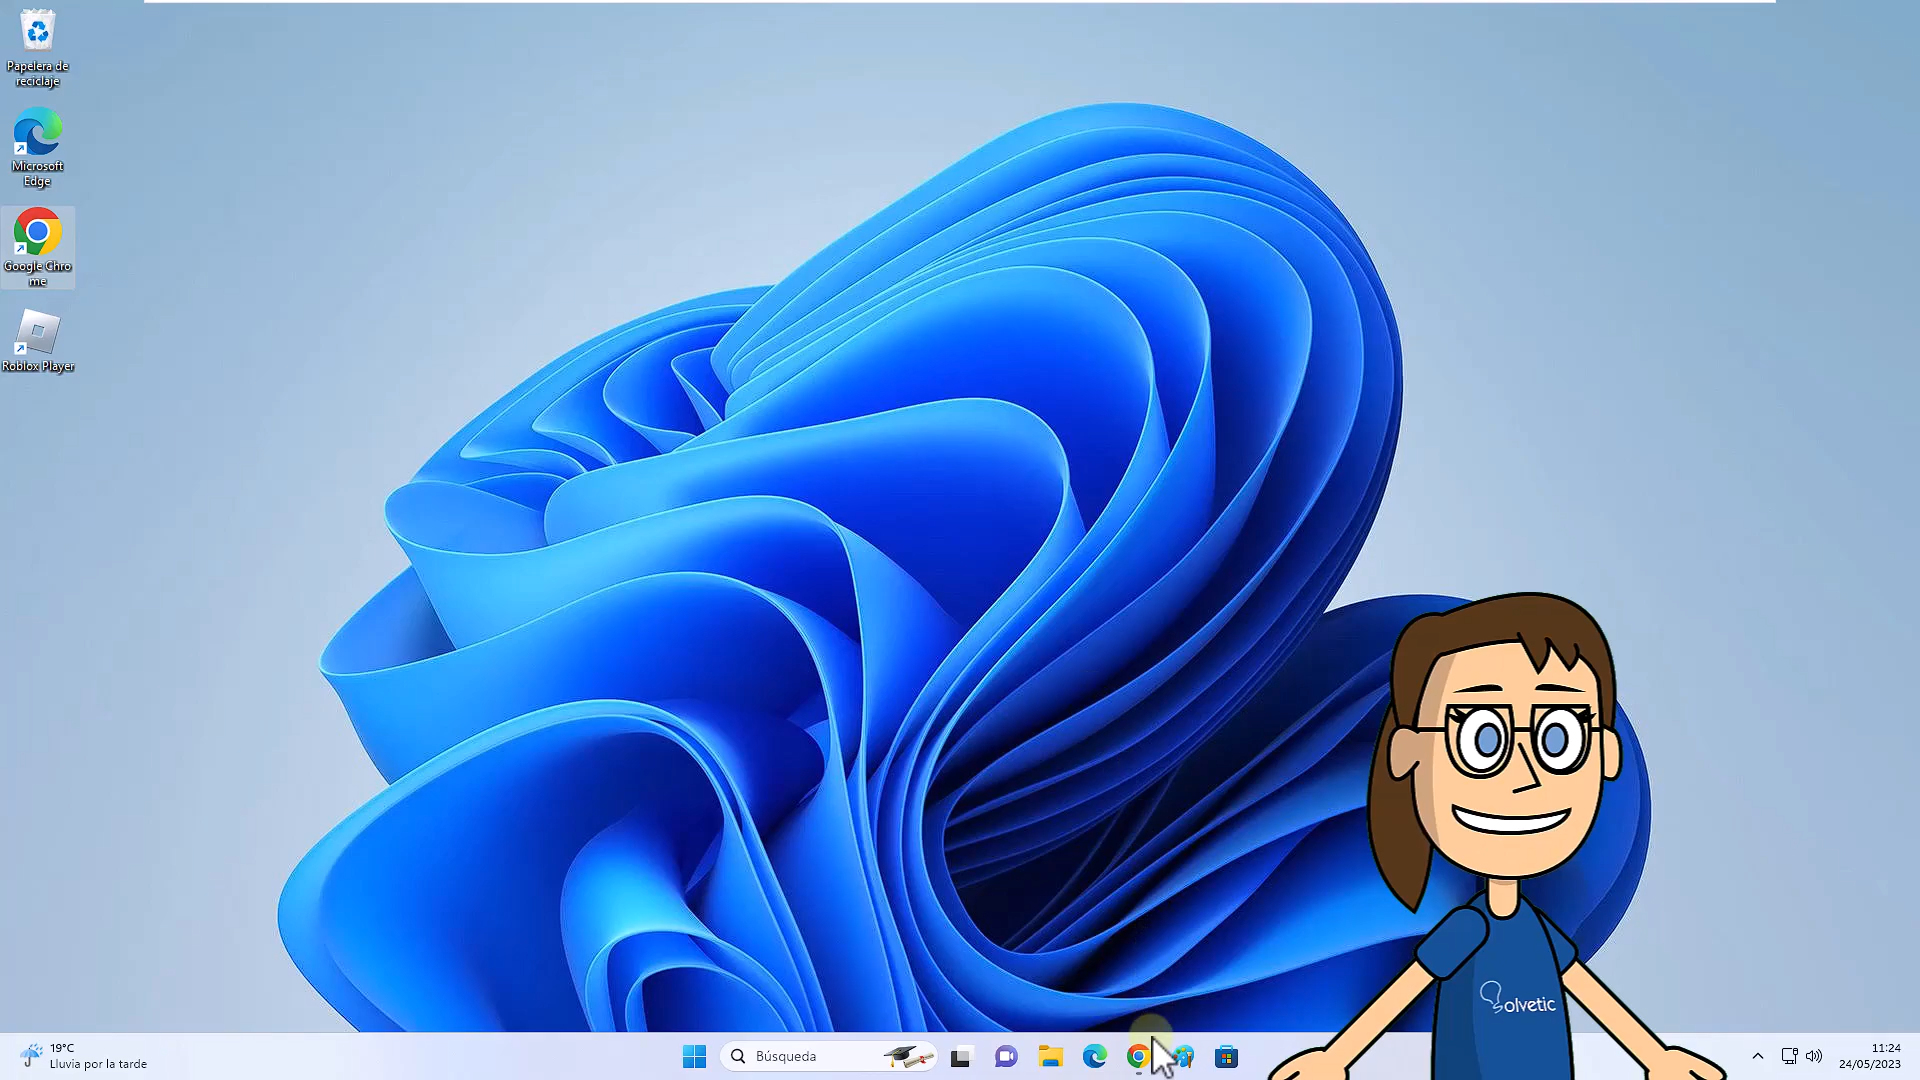 Papelera de
reciclaje
Microsoft
Edge
Google Chro
me
Roblox Player
Solvetic
19°C
Lluvia por la tarde
Búsqueda
11:24
24/05/2023